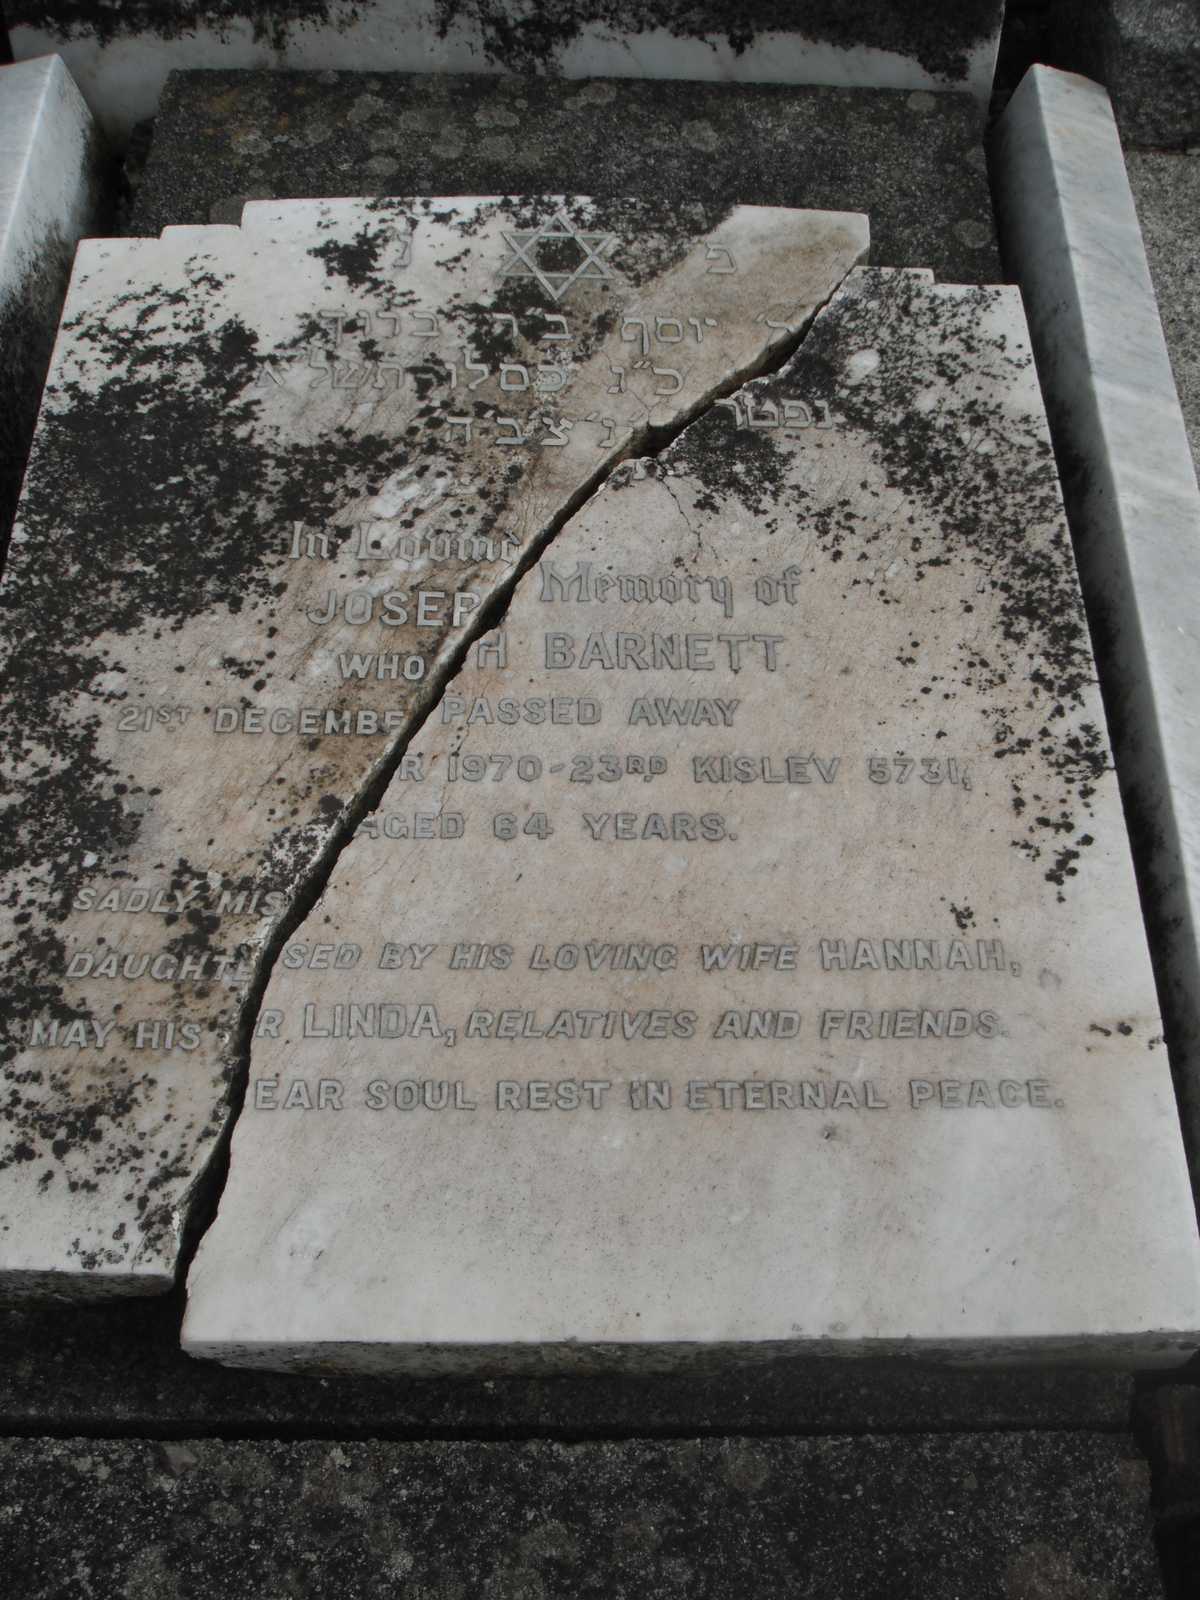 פ נ
ר' יוסף ב'ר' ברוך
נפטר כ"ג כסלו תשל"א
ת'נ'צ'ב'ה'
In Loving Memory of
JOSEPH BARNETT
WHO PASSED AWAY
21ST DECEMBER 1970 - 23RD KISLEV 5731,
AGED 64 YEARS.
SADLY MISSED BY HIS LOVING WIFE HANNAH,
DAUGHTER LINDA, RELATIVES AND FRIENDS.
MAY HIS DEAR SOUL REST IN ETERNAL PEACE.